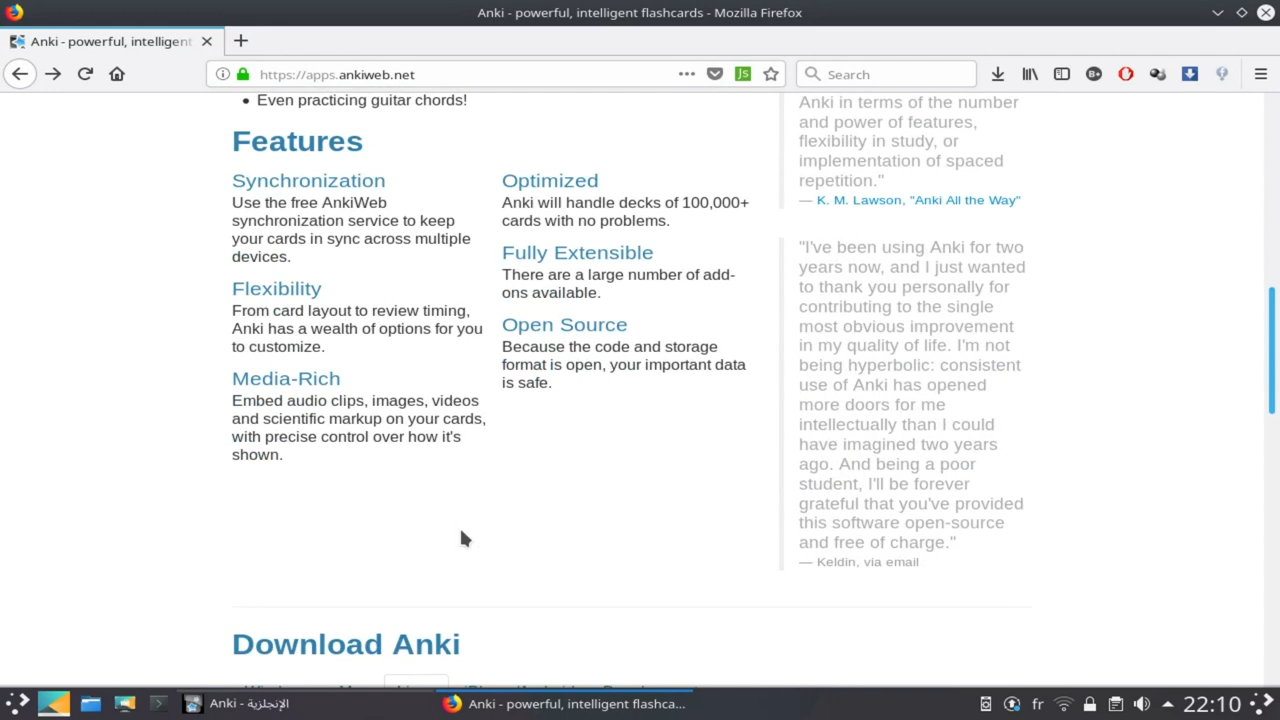 Anki - powerful, intelligent flashcards - Mozilla Firefox
Anki - powerful, intelligent
https://apps.ankiweb.net
Search
Even practicing guitar chords!
Features
Synchronization
Use the free AnkiWeb
synchronization service to keep
your cards in sync across multiple
devices.
Flexibility
From card layout to review timing,
Anki has a wealth of options for you
to customize.
Media-Rich
Embed audio clips, images, videos
and scientific markup on your cards,
with precise control over how it's
shown.
Optimized
Anki will handle decks of 100,000+
cards with no problems.
Fully Extensible
There are a large number of add-
ons available.
Open Source
Because the code and storage
format is open, your important data
is safe.
Anki in terms of the number
and power of features,
flexibility in study, or
implementation of spaced
repetition."
— K. M. Lawson, "Anki All the Way"
"I've been using Anki for two
years now, and I just wanted
to thank you personally for
contributing to the single
most obvious improvement
in my quality of life. I'm not
being hyperbolic: consistent
use of Anki has opened
more doors for me
intellectually than I could
have imagined two years
ago. And being a poor
student, I'll be forever
grateful that you've provided
this software open-source
and free of charge."
— Keldin, via email
Download Anki
الإنجلزية - Anki
Anki - powerful, intelligent flashca...
fr
22:10